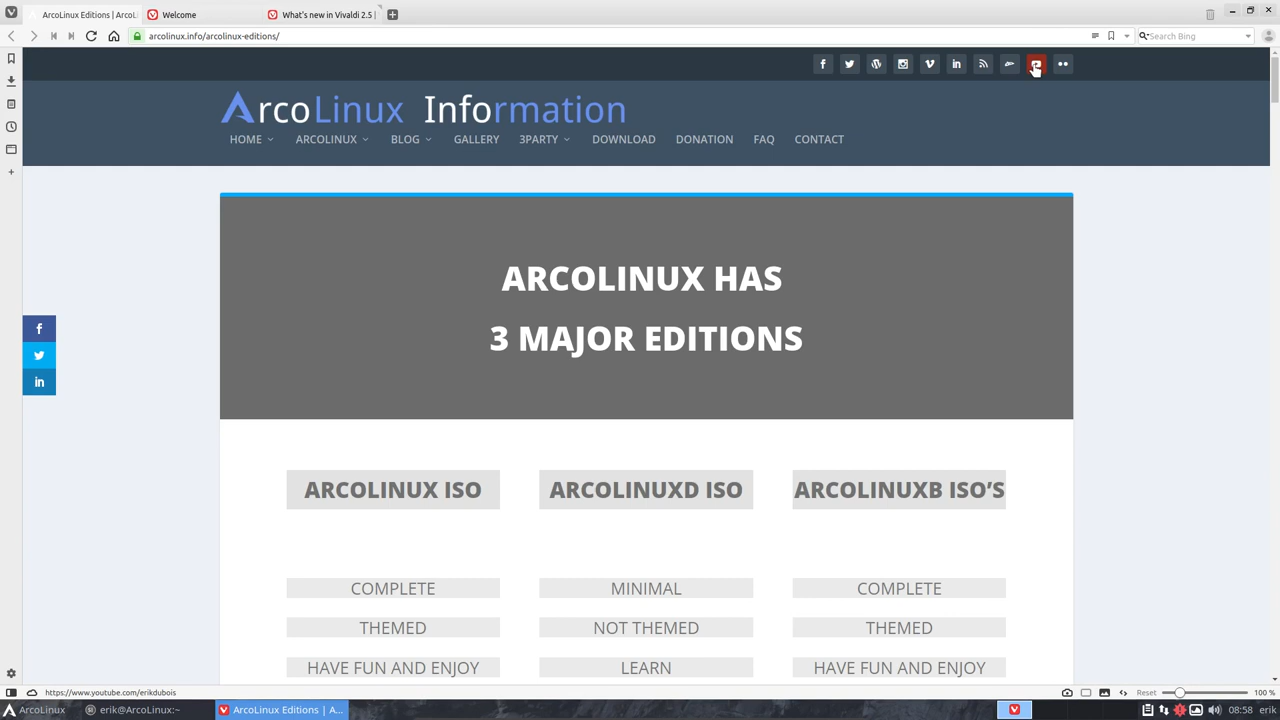 ArcoLinux Editions | ArcoL
Welcome
What's new in Vivaldi 2.5 |
arcolinux.info/arcolinux-editions/
Search Bing
ArcoLinux Information
HOME
ARCOLINUX
BLOG
GALLERY
3PARTY
DOWNLOAD
DONATION
FAQ
CONTACT
ARCOLINUX HAS
3 MAJOR EDITIONS
ARCOLINUX ISO
ARCOLINUXD ISO
ARCOLINUXB ISO'S
COMPLETE
MINIMAL
COMPLETE
THEMED
NOT THEMED
THEMED
HAVE FUN AND ENJOY
LEARN
HAVE FUN AND ENJOY
https://www.youtube.com/erikdubois
Reset
100 %
ArcoLinux
erik@ArcoLinux:~
ArcoLinux Editions | A...
08:58
erik